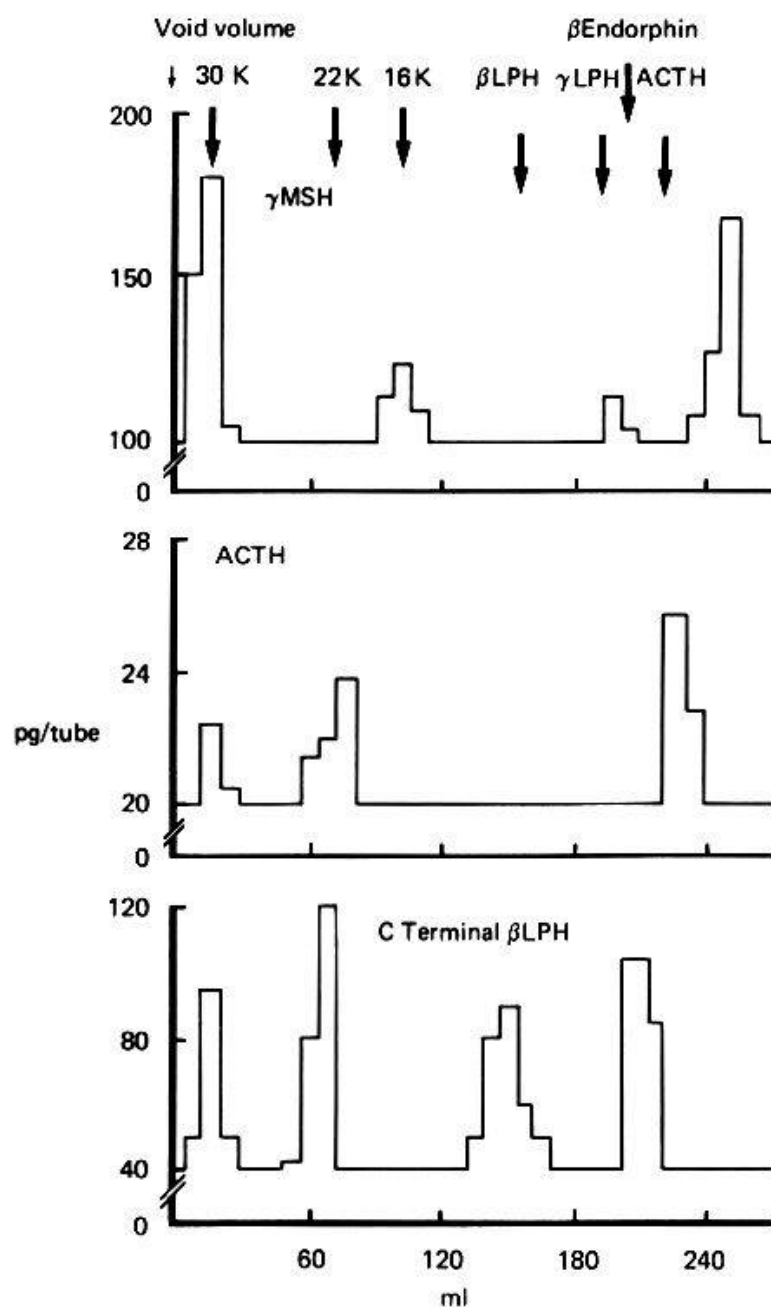 Void volume
βEndorphin
30 K 22K 16K βLPH γLPH ACTH
200
γMSH
150
100
0
28
ACTH
24
pg/tube
20
0
120
C Terminal βLPH
80
40
0
60 120 180 240
ml